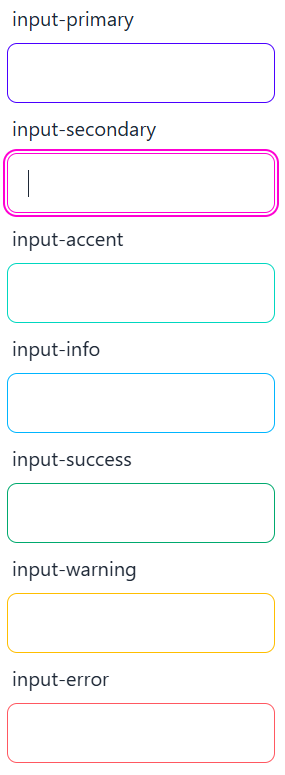 input-primary
input-secondary
input-accent
input-info
input-success
input-warning
input-error